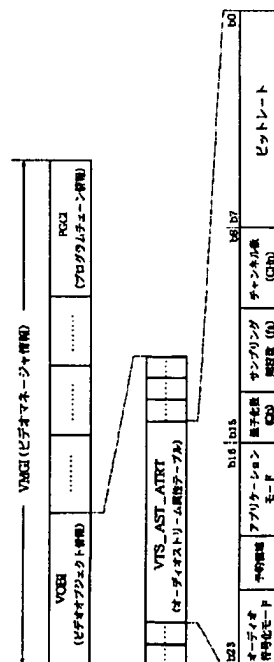 VMGI(ビデオマネージャ情報)
VOBI
(ビデオオブジェクト情報)
………
………
………
PGCI
(プログラムチェーン情報)
VTS_AST_ATRT
(オーディオストリーム属性テーブル)
b23
b16 b15
b8 b7
b0
オーディオ
符号化モード
予約領域
アプリケーション
モード
量子化数
サンプリング
周波数 (fs)
チャンネル数
(Ch)
ビットレート